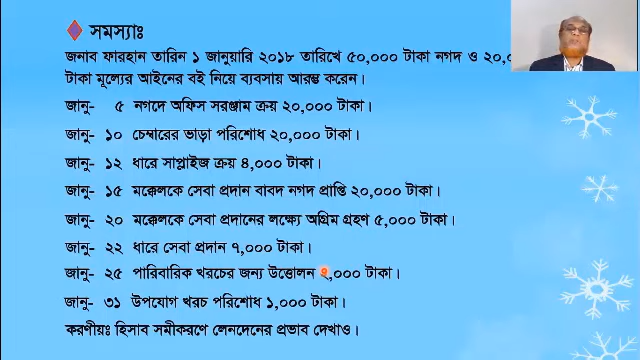 সমস্যাঃ
জনাব ফারহান তারিন ১ জানুয়ারি ২০১৮ তারিখে ৫০,০০০ টাকা নগদ ও
টাকা মূল্যের আইনের বই নিয়ে ব্যবসায় আরম্ভ করেন।
জানু- ৫ নগদে অফিস সরঞ্জাম ক্রয় ২০,০০০ টাকা।
জানু- ১০ চেম্বারের ভাড়া পরিশোধ ২০,০০০ টাকা।
জানু- ১২ ধারে সাপ্লাইজ ক্রয় ৪,০০০ টাকা।
জানু- ১৫ মক্কেলকে সেবা প্রদান বাবদ নগদ প্রাপ্তি ২০,০০০ টাকা।
জানু- ২০ মক্কেলকে সেবা প্রদানের লক্ষ্যে অগ্রিম গ্রহণ ৫,০০০ টাকা।
জানু- ২২ ধারে সেবা প্রদান ৭,০০০ টাকা।
জানু- ২৫ পারিবারিক খরচের জন্য উত্তোলন টাকা।
জানু- ৩১ উপযোগ খরচ পরিশোধ ১,০০০ টাকা।
করণীয়ঃ হিসাব সমীকরণে লেনদেনের প্রভাব দেখাও।